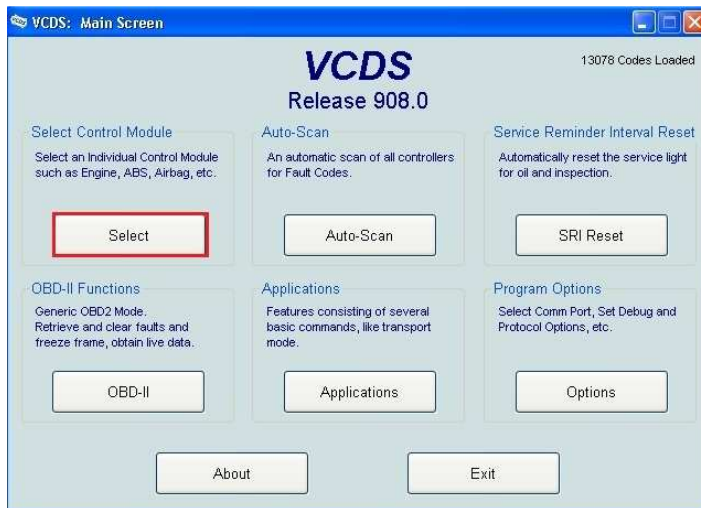 VCDS: Main Screen
VCDS
Release 908.0
13078 Codes Loaded
Select Control Module
Select an Individual Control Module
such as Engine, ABS, Airbag, etc.
Select
Auto-Scan
An automatic scan of all controllers
for Fault Codes.
Auto-Scan
Service Reminder Interval Reset
Automatically reset the service light
for oil and inspection.
SRI Reset
OBD-II Functions
Generic OBD2 Mode.
Retrieve and clear faults and
freeze frame, obtain live data.
OBD-II
Applications
Features consisting of several
basic commands, like transport
mode.
Applications
Program Options
Select Comm Port, Set Debug and
Protocol Options, etc.
Options
About
Exit